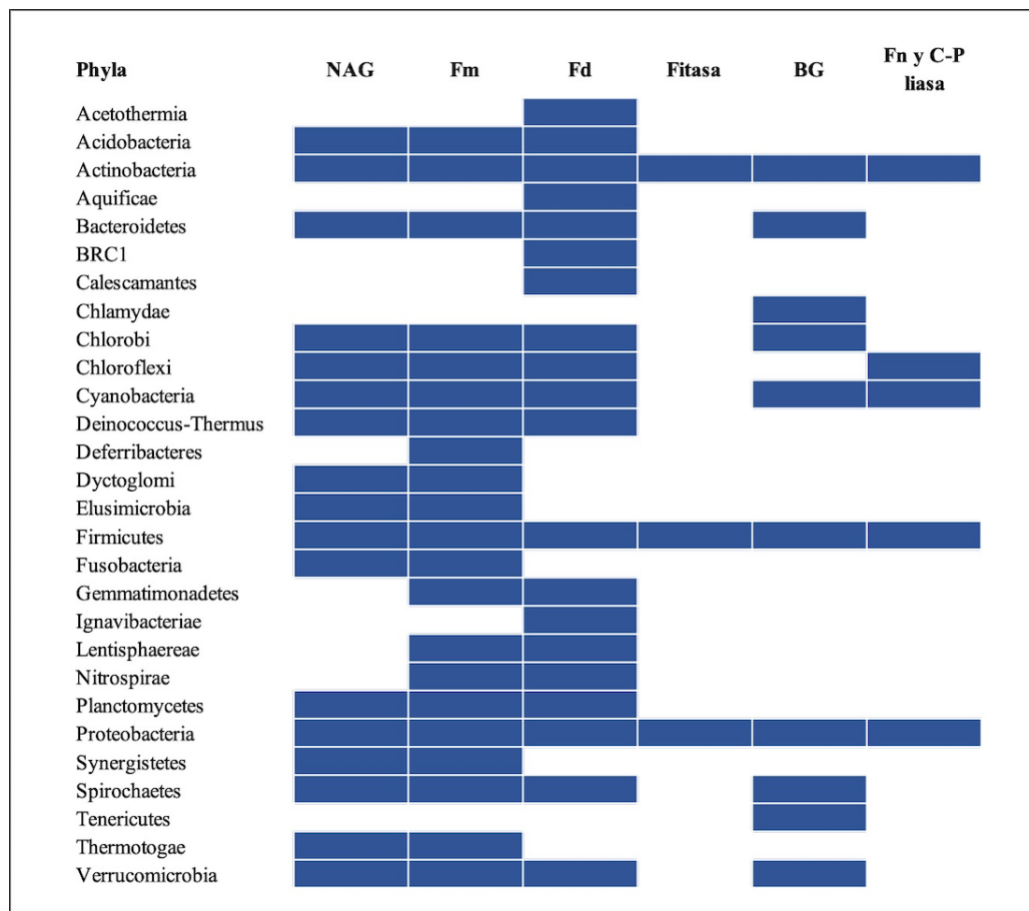 Phyla NAG Fm Fd Fitasa BG Fn y C-P liasa
Acetothermia
Acidobacteria
Actinobacteria
Aquificae
Bacteroidetes
BRC1
Calescamantes
Chlamydae
Chlorobi
Chloroflexi
Cyanobacteria
Deinococcus-Thermus
Deferribacteres
Dyctoglomi
Elusimicrobia
Firmicutes
Fusobacteria
Gemmatimonadetes
Ignavibacteriae
Lentisphaereae
Nitrospirae
Planctomycetes
Proteobacteria
Synergistetes
Spirochaetes
Tenericutes
Thermotogae
Verrucomicrobia